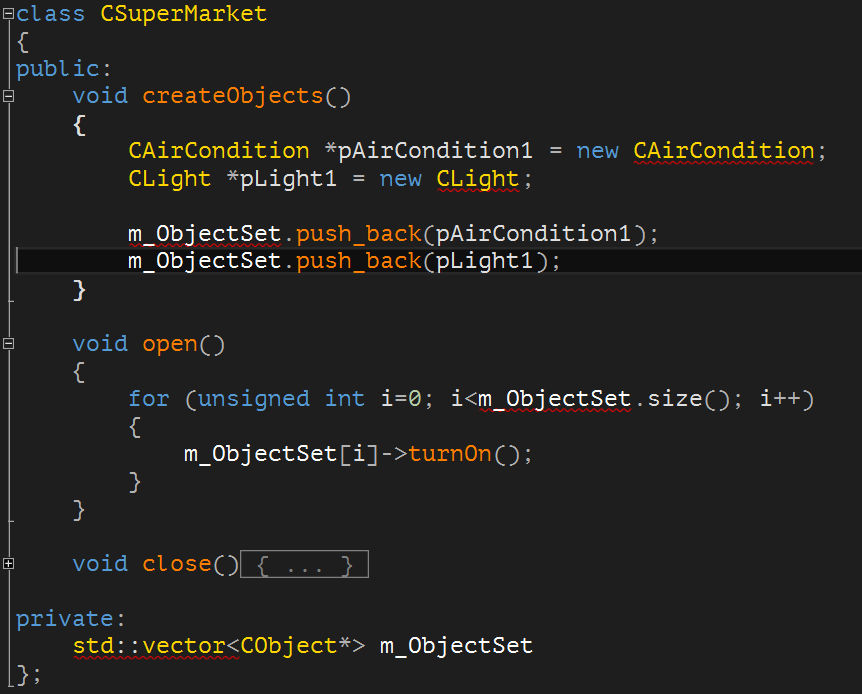 class CSuperMarket
{
public:
    void createObjects()
    {
        CAirCondition *pAirCondition1 = new CAirCondition;
        CLight *pLight1 = new CLight;

        m_ObjectSet.push_back(pAirCondition1);
        m_ObjectSet.push_back(pLight1);
    }

    void open()
    {
        for (unsigned int i=0; i<m_ObjectSet.size(); i++)
        {
            m_ObjectSet[i]->turnOn();
        }
    }

    void close(){ ... }

private:
    std::vector<CObject*> m_ObjectSet
};